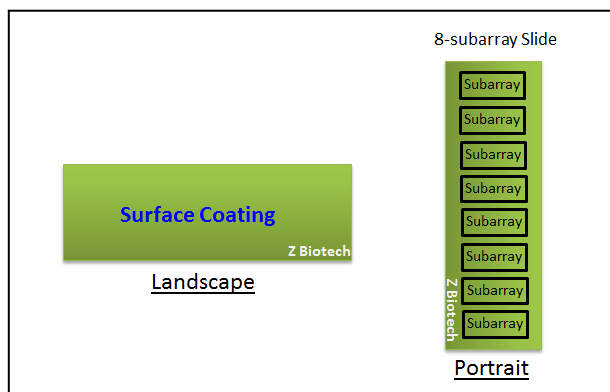 8-subarray Slide
Subarray
Subarray
Subarray
Subarray
Subarray
Subarray
Subarray
Subarray
Z Biotech
Portrait
Surface Coating
Z Biotech
Landscape